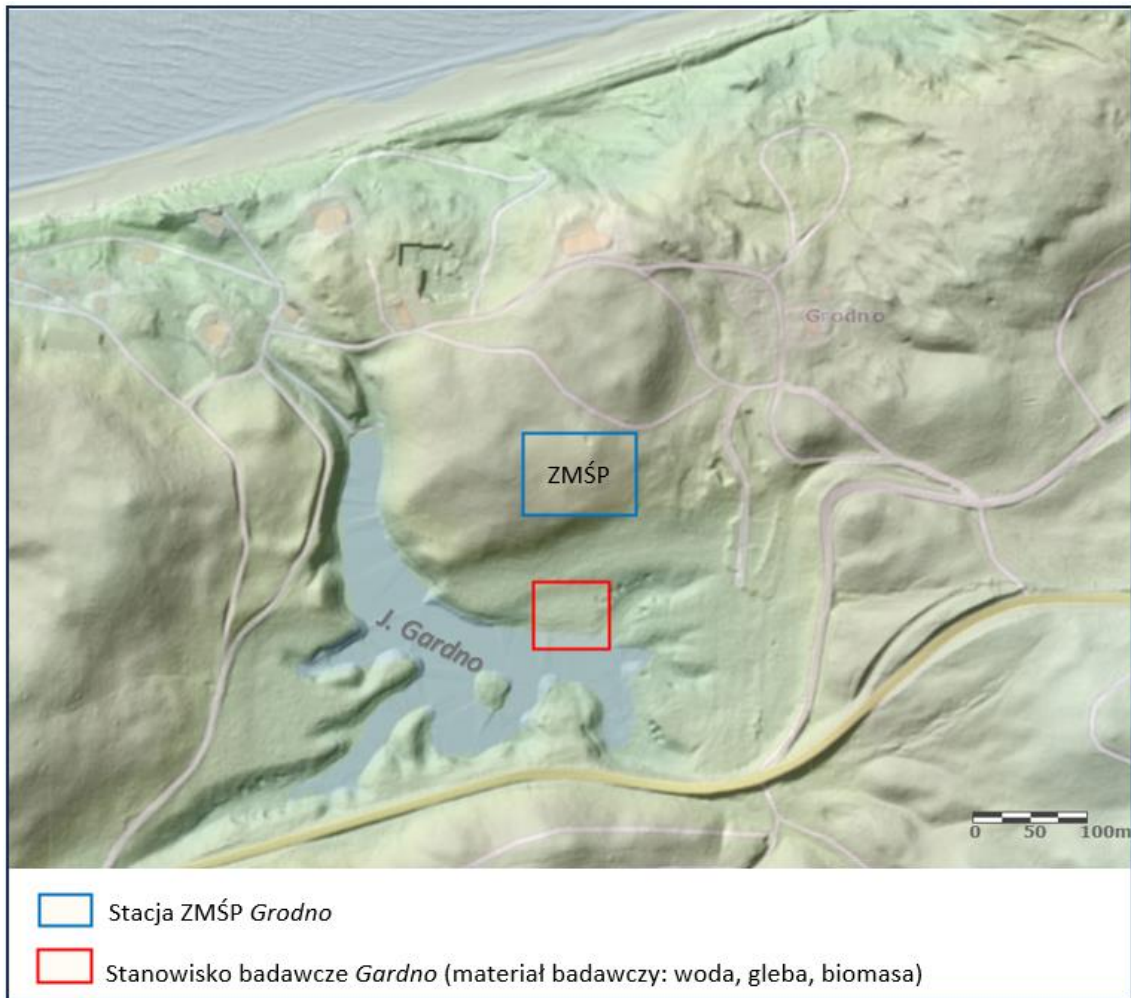 Grodno
ZMŚP
J. Gardno
0 50 100m
Stacja ZMŚP Grodno
Stanowisko badawcze Gardno (materiał badawczy: woda, gleba, biomasa)